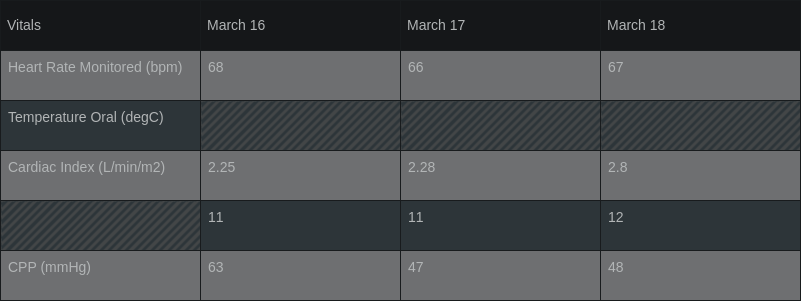 Vitals March 16 March 17 March 18
Heart Rate Monitored (bpm) 68 66 67
Temperature Oral (degC)
Cardiac Index (L/min/m2) 2.25 2.28 2.8
11 11 12
CPP (mmHg) 63 47 48